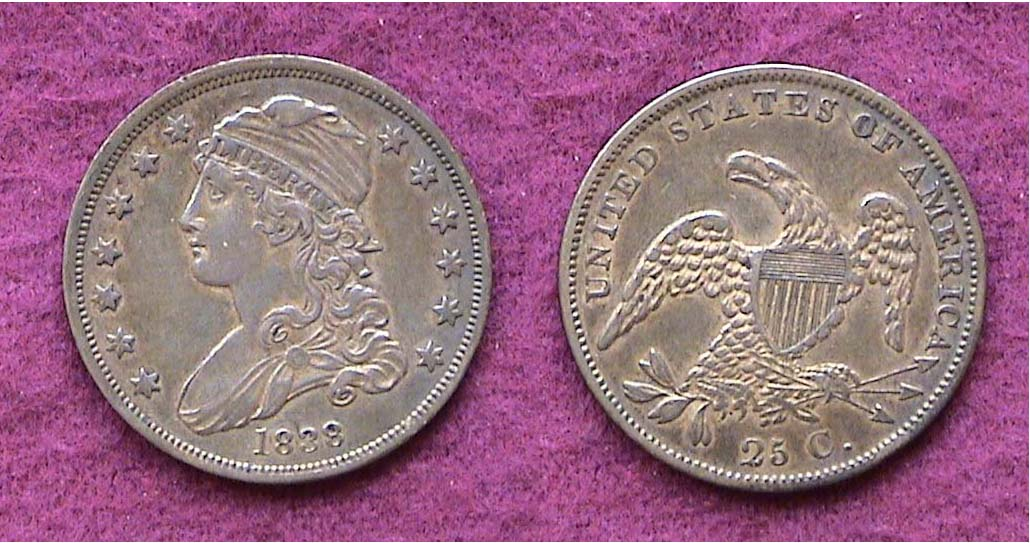 LIBERTY
1838
UNITED STATES OF AMERICA
25 C.